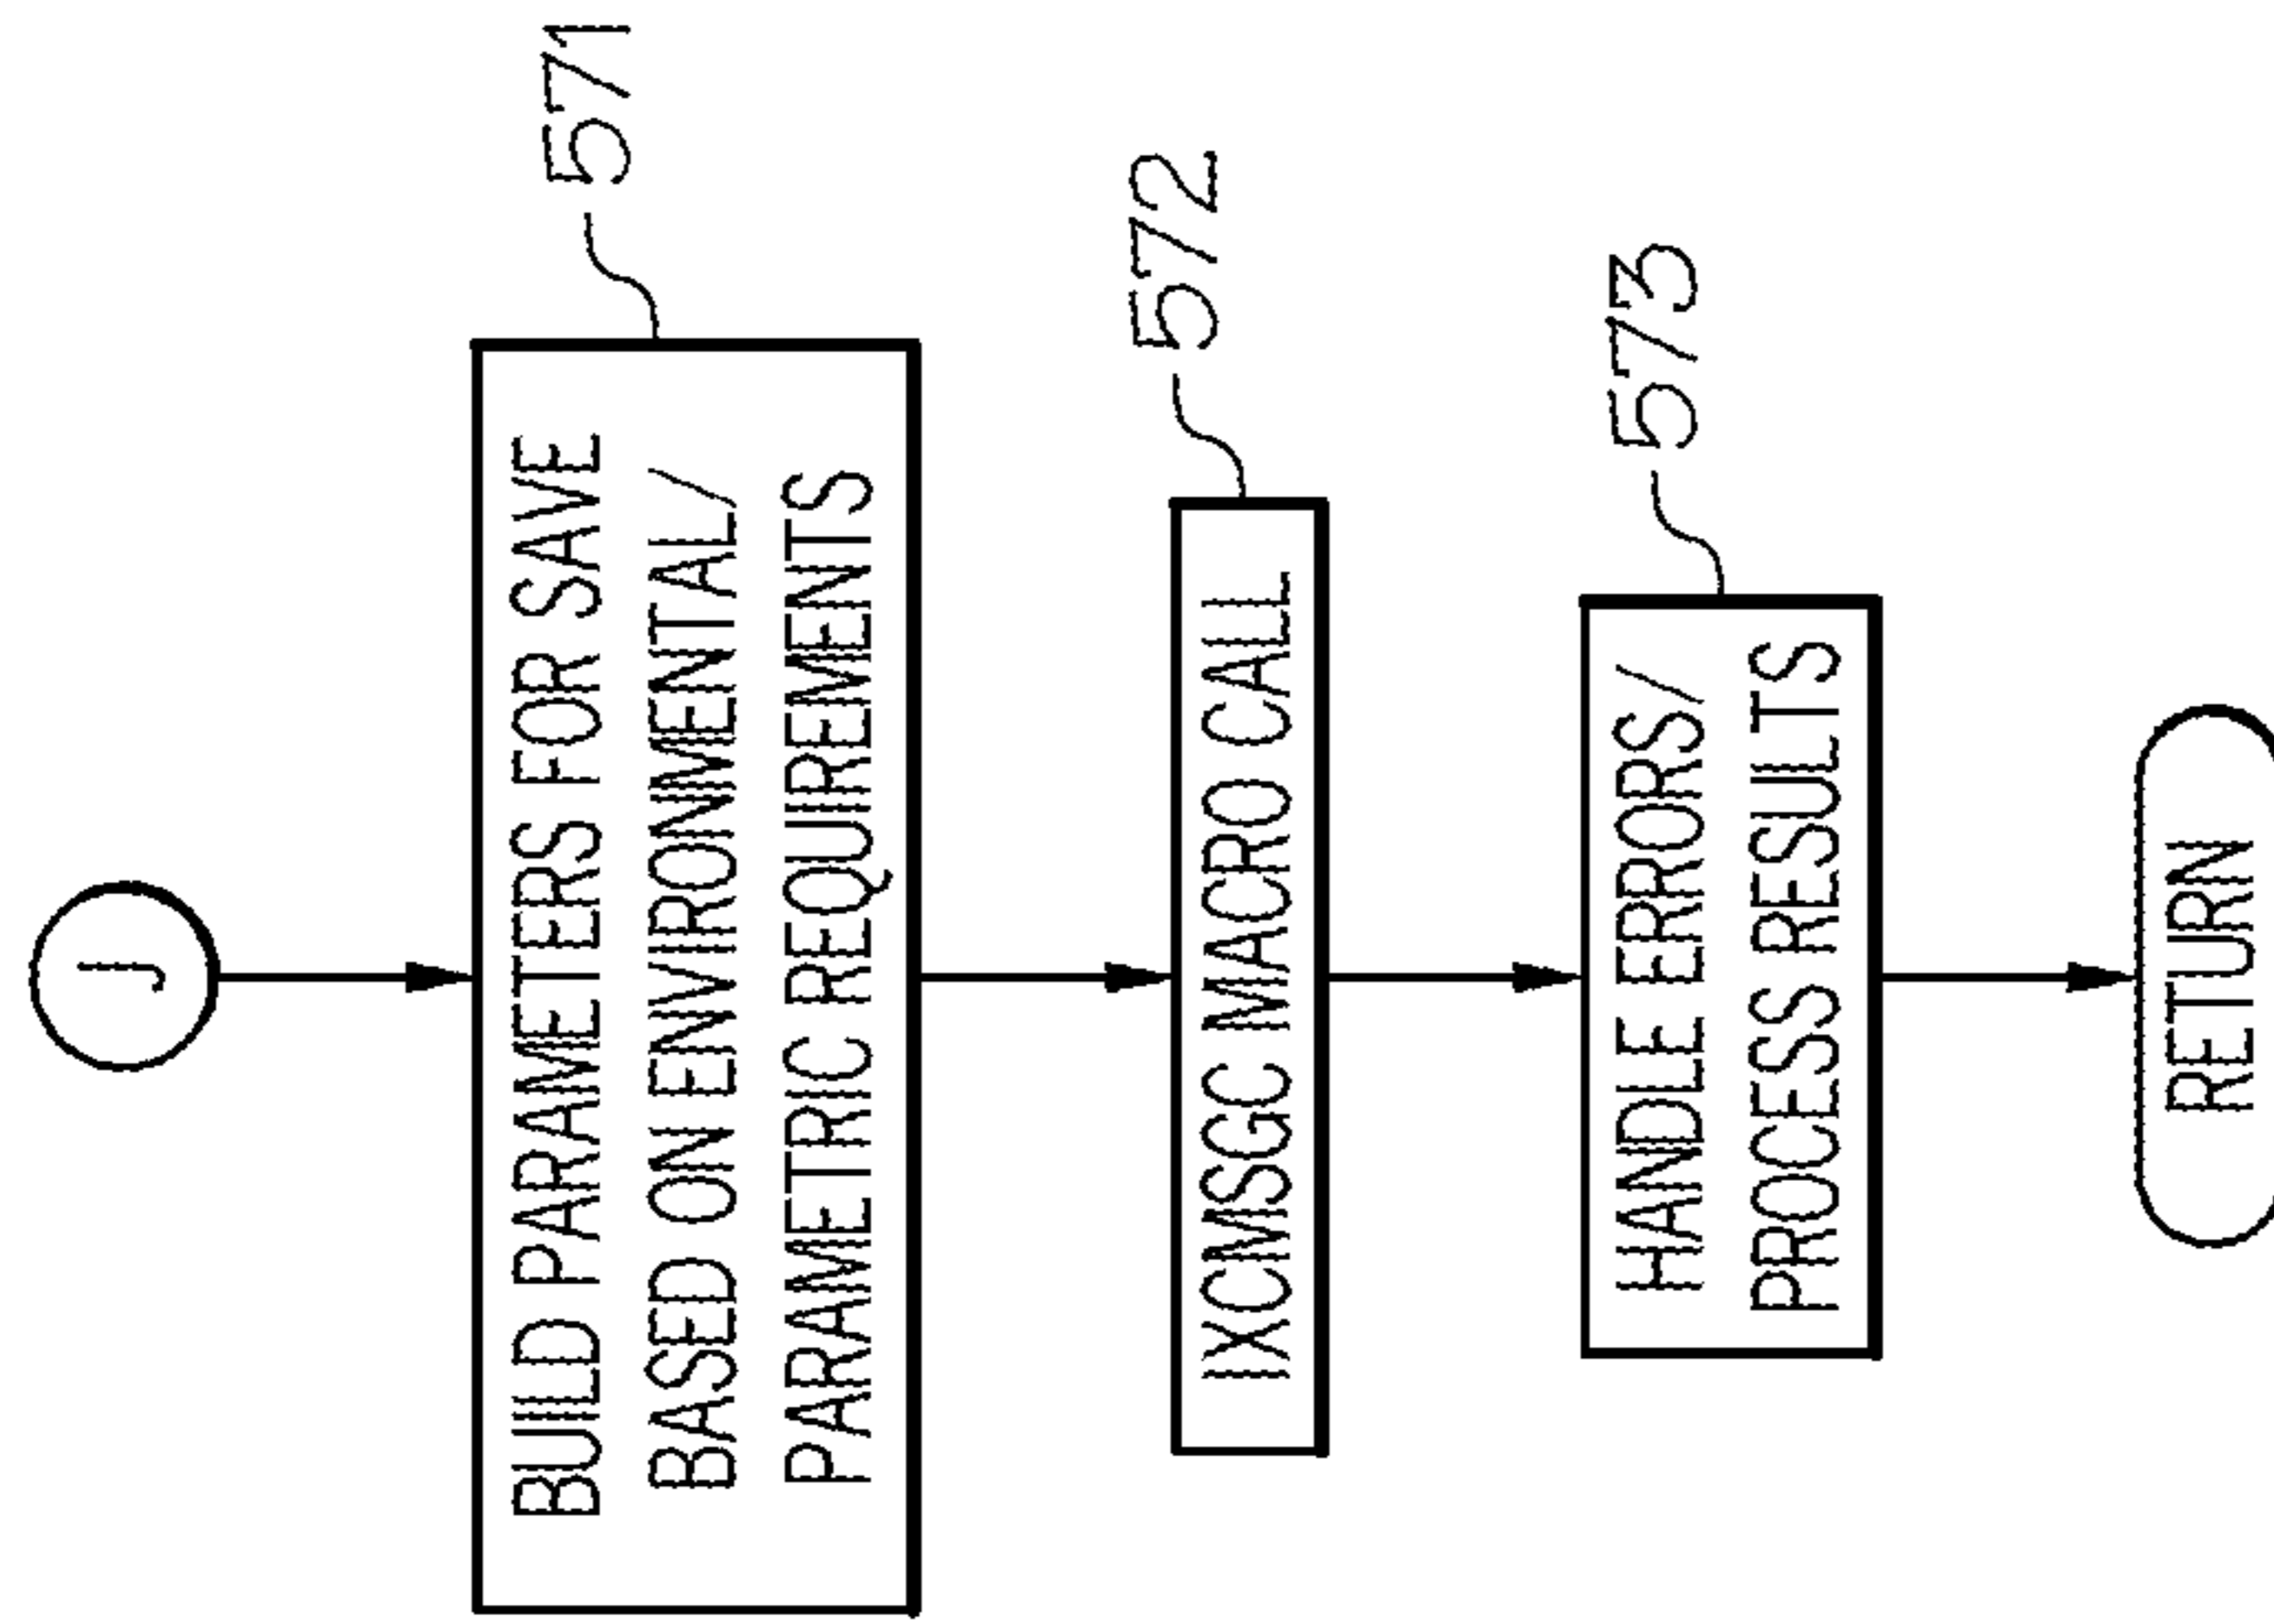 J
571
BUILD PARAMETERS FOR SAVE
BASED ON ENVIRONMENTAL/
PARAMETRIC REQUIREMENTS
572
IXCMSGC MACRO CALL
573
HANDLE ERRORS/
PROCESS RESULTS
RETURN